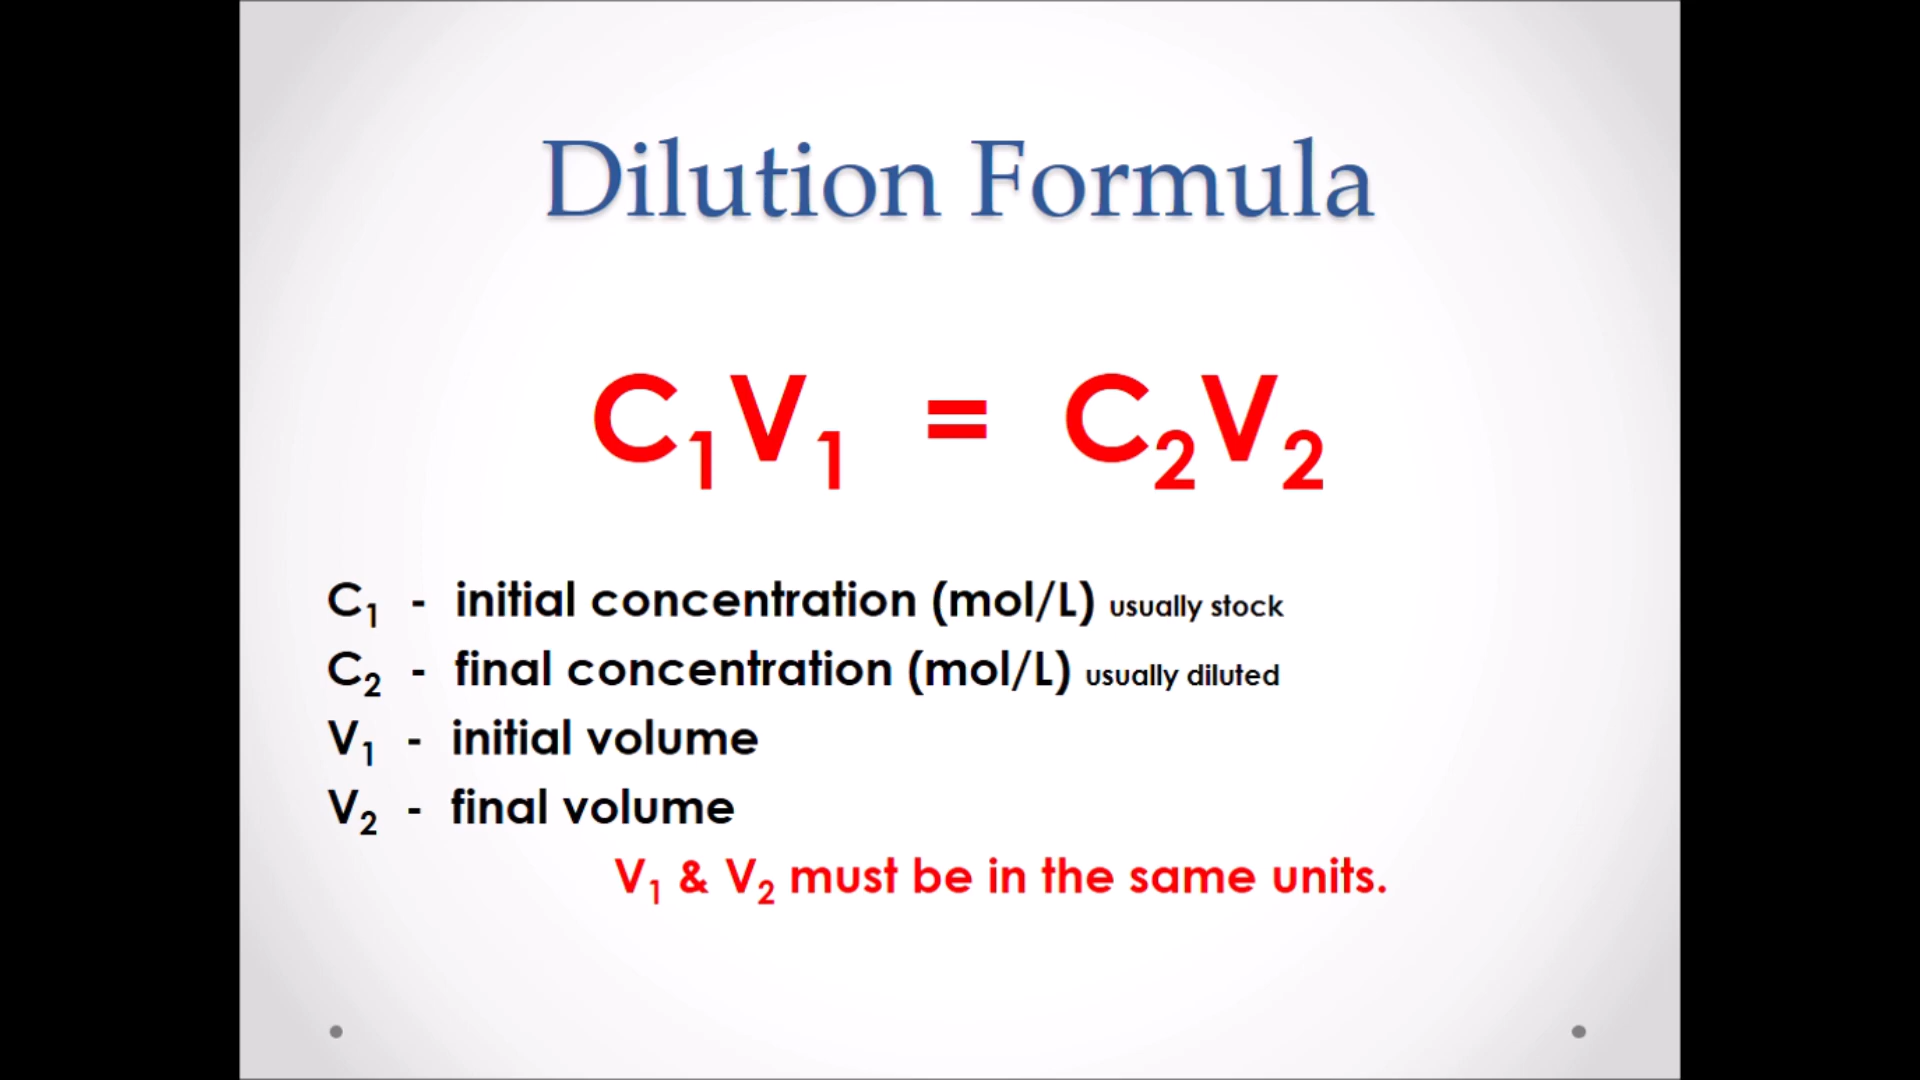 Dilution Formula
C₁V₁ = C₂V₂
C₁ - initial concentration (mol/L) usually stock
C₂ - final concentration (mol/L) usually diluted
V₁ - initial volume
V₂ - final volume
V₁ & V₂ must be in the same units.